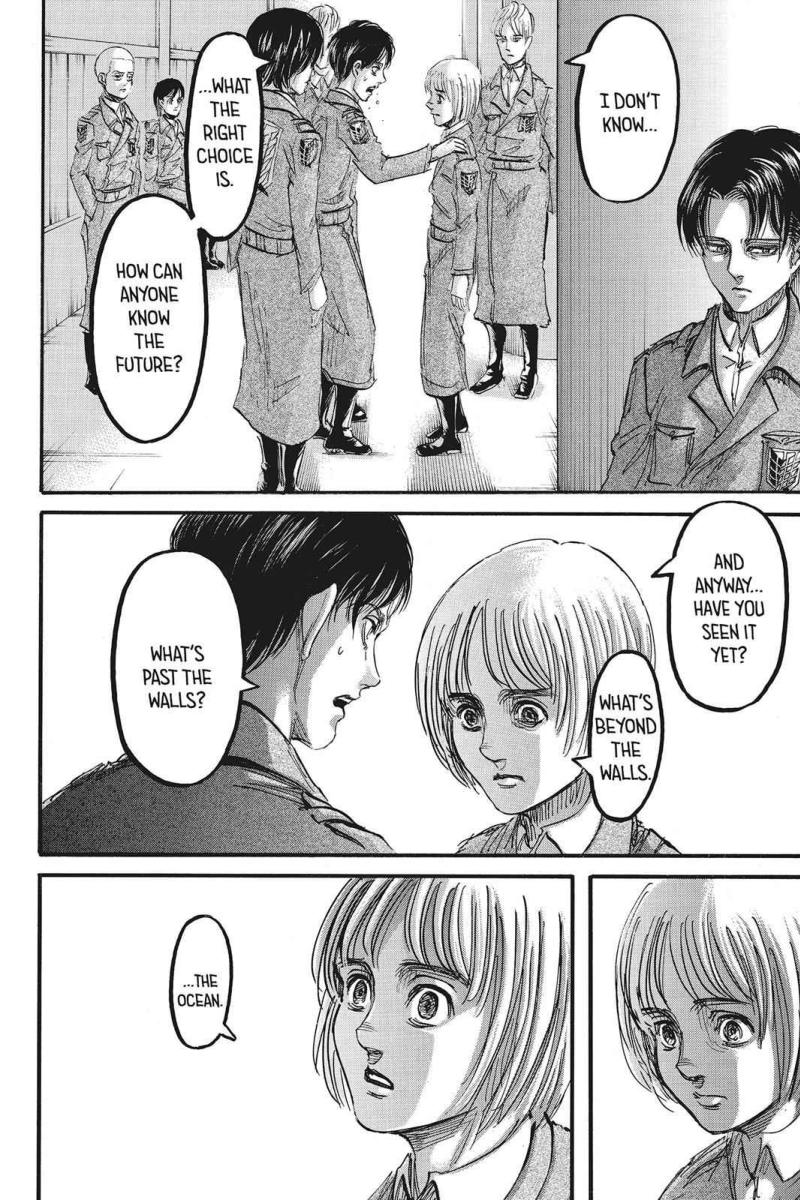 I DON'T
KNOW...
...WHAT
THE
RIGHT
CHOICE
IS.
HOW CAN
ANYONE
KNOW
THE
FUTURE?
AND
ANYWAY...
HAVE YOU
SEEN IT
YET?
WHAT'S
BEYOND
THE
WALLS.
WHAT'S
PAST THE
WALLS?
...THE
OCEAN.